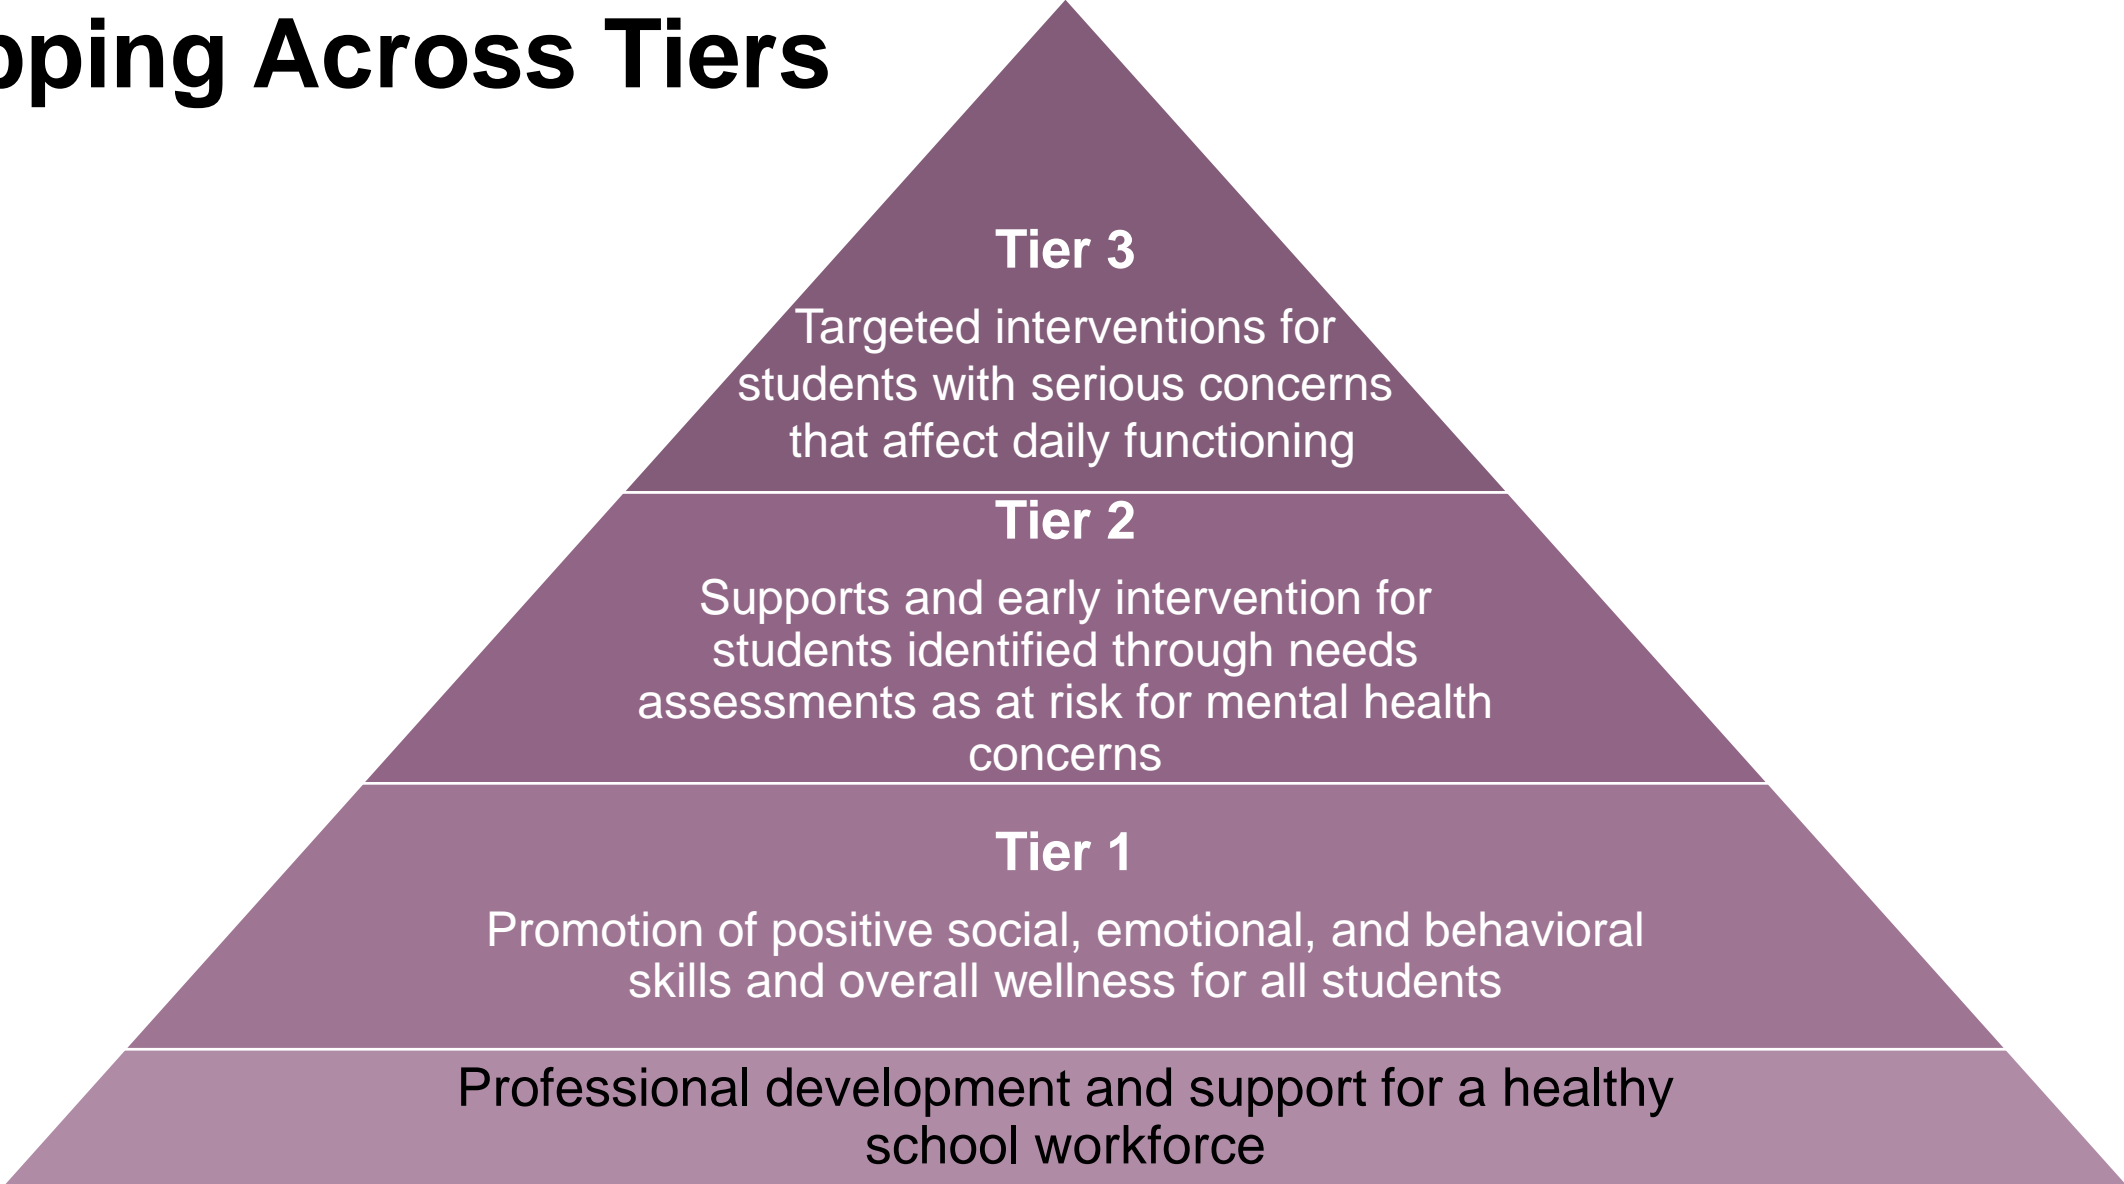 pping Across Tiers
Tier 3
Targeted interventions for
students with serious concerns
that affect daily functioning
Tier 2
Supports and early intervention for
students identified through needs
assessments as at risk for mental health
concerns
Tier 1
Promotion of positive social, emotional, and behavioral
skills and overall wellness for all students
Professional development and support for a healthy
school workforce